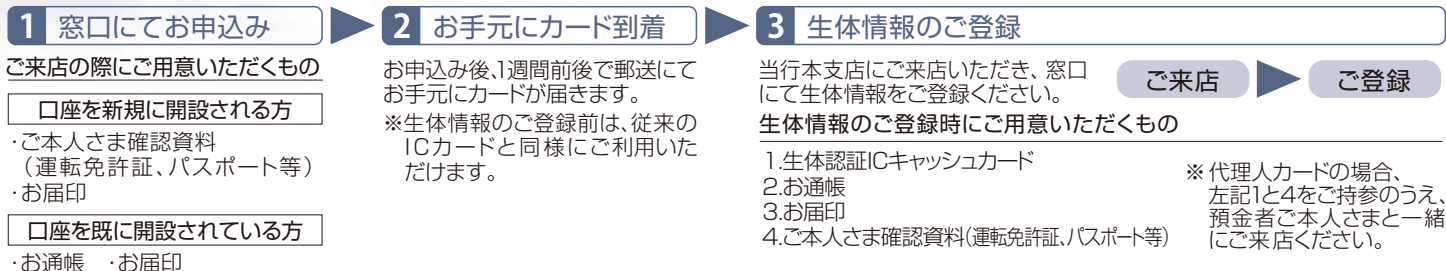 1 窓口にてお申込み
ご来店の際にご用意いただくもの
口座を新規に開設される方
・ご本人さま確認資料
（運転免許証、パスポート等）
・お届印
口座を既に開設されている方
・お通帳 ・お届印
2 お手元にカード到着
お申込み後、1週間前後で郵送にて
お手元にカードが届きます。
※生体情報のご登録前は、従来の
ICカードと同様にご利用いた
だけます。
3 生体情報のご登録
当行本支店にご来店いただき、窓口
にて生体情報をご登録ください。
ご来店 ご登録
生体情報のご登録時にご用意いただくもの
1.生体認証ICキャッシュカード
2.お通帳
3.お届印
4.ご本人さま確認資料(運転免許証、パスポート等)
※代理人カードの場合、
左記1と4をご持参のうえ、
預金者ご本人さまと一緒
にご来店ください。